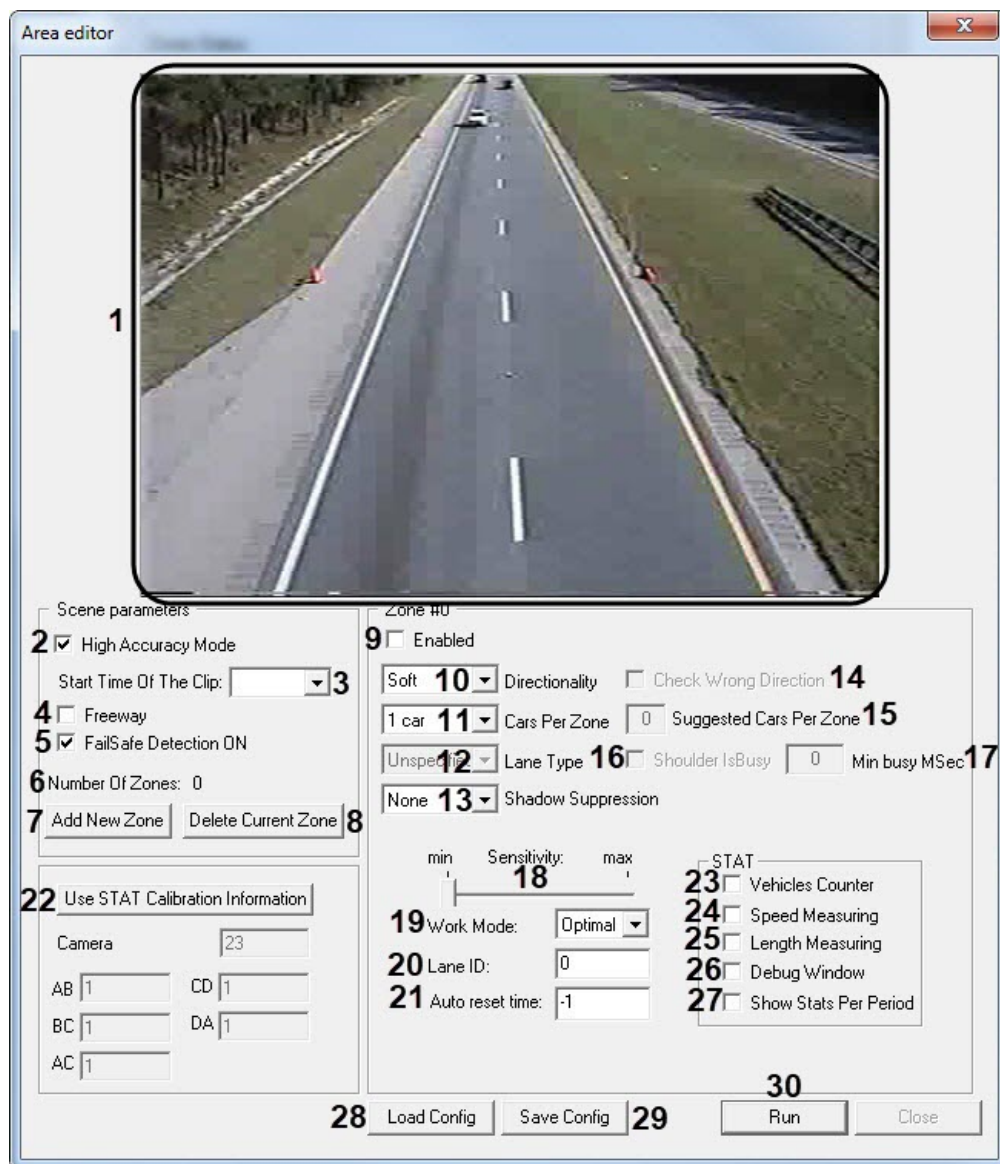 Area editor
1
Scene parameters
2 High Accuracy Mode
Start Time Of The Clip: 3
4 Freeway
5 FailSafe Detection ON
6 Number Of Zones: 0
7 Add New Zone Delete Current Zone 8
22 Use STAT Calibration Information
Camera 23
AB 1 CD 1
BC 1 DA 1
AC 1
Zone #0
9 Enabled
Soft 10 Directionality Check Wrong Direction 14
1 car 11 Cars Per Zone 0 Suggested Cars Per Zone 15
12 Lane Type 16 Shoulder IsBusy 0 Min busy MSec 17
None 13 Shadow Suppression
min Sensitivity: max
18
19 Work Mode: Optimal
20 Lane ID: 0
21 Auto reset time: -1
STAT
23 Vehicles Counter
24 Speed Measuring
25 Length Measuring
26 Debug Window
27 Show Stats Per Period
30
28 Load Config Save Config 29 Run Close